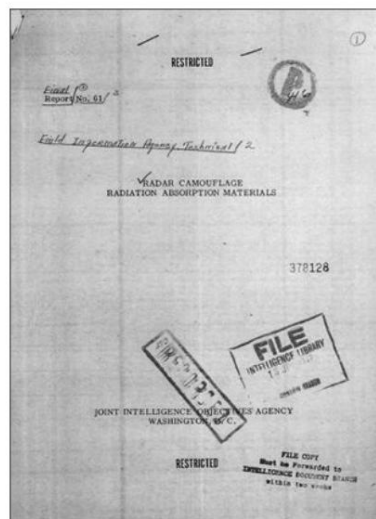 1
RESTRICTED
Final
Report No. 61
Field Information Agency Technical / 2
RADAR CAMOUFLAGE
RADIATION ABSORPTION MATERIALS
378128
FILE
INTELLIGENCE LIBRARY
JOINT INTELLIGENCE OBJECTIVES AGENCY
WASHINGTON, D.C.
RESTRICTED
FILE COPY
Must be Forwarded to
INTELLIGENCE DOCUMENT BRANCH
within two weeks